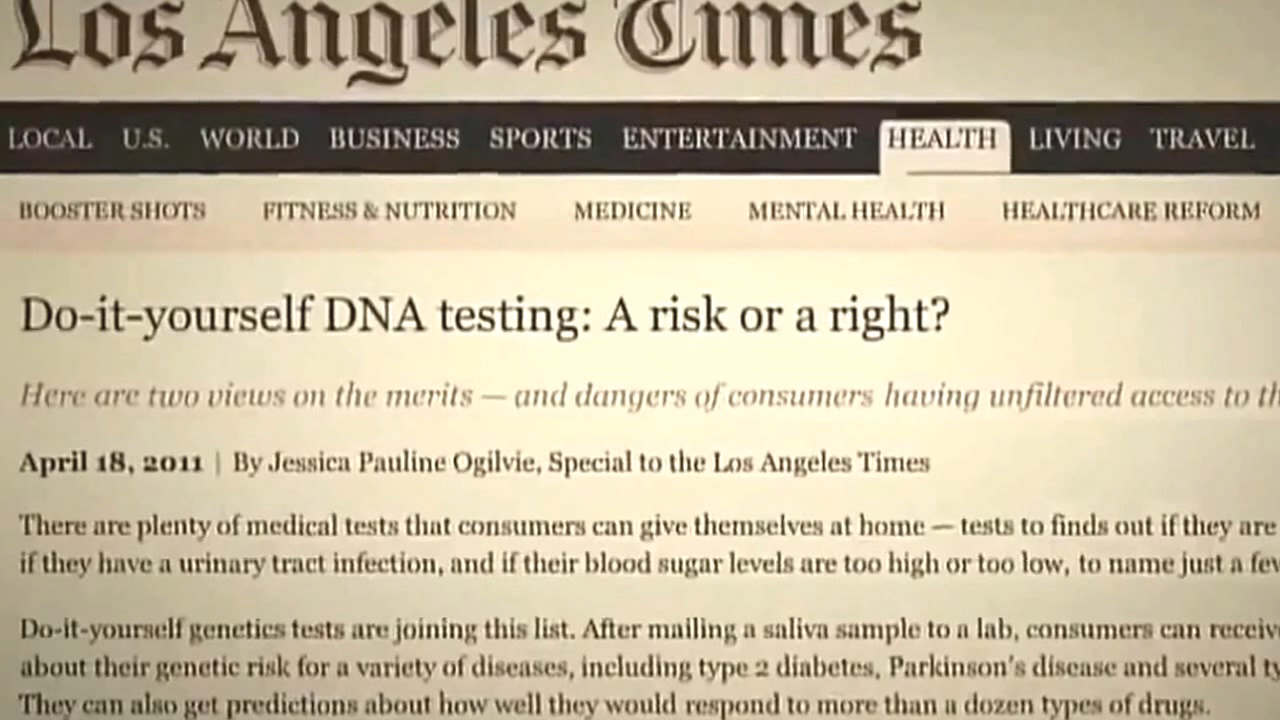 Los Angeles Times
LOCAL U.S. WORLD BUSINESS SPORTS ENTERTAINMENT HEALTH LIVING TRAVEL
BOOSTER SHOTS FITNESS & NUTRITION MEDICINE MENTAL HEALTH HEALTHCARE REFORM
Do-it-yourself DNA testing: A risk or a right?
Here are two views on the merits — and dangers of consumers having unfiltered access to th
April 18, 2011 | By Jessica Pauline Ogilvie, Special to the Los Angeles Times
There are plenty of medical tests that consumers can give themselves at home — tests to finds out if they are
if they have a urinary tract infection, and if their blood sugar levels are too high or too low, to name just a few
Do-it-yourself genetics tests are joining this list. After mailing a saliva sample to a lab, consumers can receiv
about their genetic risk for a variety of diseases, including type 2 diabetes, Parkinson's disease and several ty
They can also get predictions about how well they would respond to more than a dozen types of drugs.